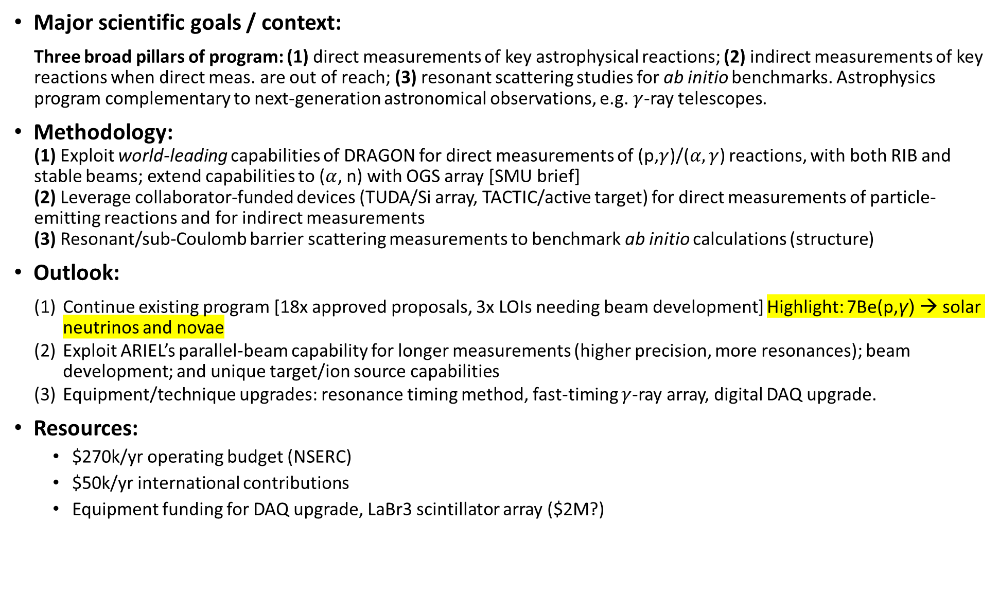 • Major scientific goals / context:
Three broad pillars of program: (1) direct measurements of key astrophysical reactions; (2) indirect measurements of key
reactions when direct meas. are out of reach; (3) resonant scattering studies for ab initio benchmarks. Astrophysics
program complementary to next-generation astronomical observations, e.g. γ-ray telescopes.
• Methodology:
(1) Exploit world-leading capabilities of DRAGON for direct measurements of (p,γ)/(α, γ) reactions, with both RIB and
stable beams; extend capabilities to (α, n) with OGS array [SMU brief]
(2) Leverage collaborator-funded devices (TUDA/Si array, TACTIC/active target) for direct measurements of particle-
emitting reactions and for indirect measurements
(3) Resonant/sub-Coulomb barrier scattering measurements to benchmark ab initio calculations (structure)
• Outlook:
(1) Continue existing program [18x approved proposals, 3x LOIs needing beam development] Highlight: 7Be(p,γ) → solar
neutrinos and novae
(2) Exploit ARIEL’s parallel-beam capability for longer measurements (higher precision, more resonances); beam
development; and unique target/ion source capabilities
(3) Equipment/technique upgrades: resonance timing method, fast-timing γ-ray array, digital DAQ upgrade.
• Resources:
• $270k/yr operating budget (NSERC)
• $50k/yr international contributions
• Equipment funding for DAQ upgrade, LaBr3 scintillator array ($2M?)